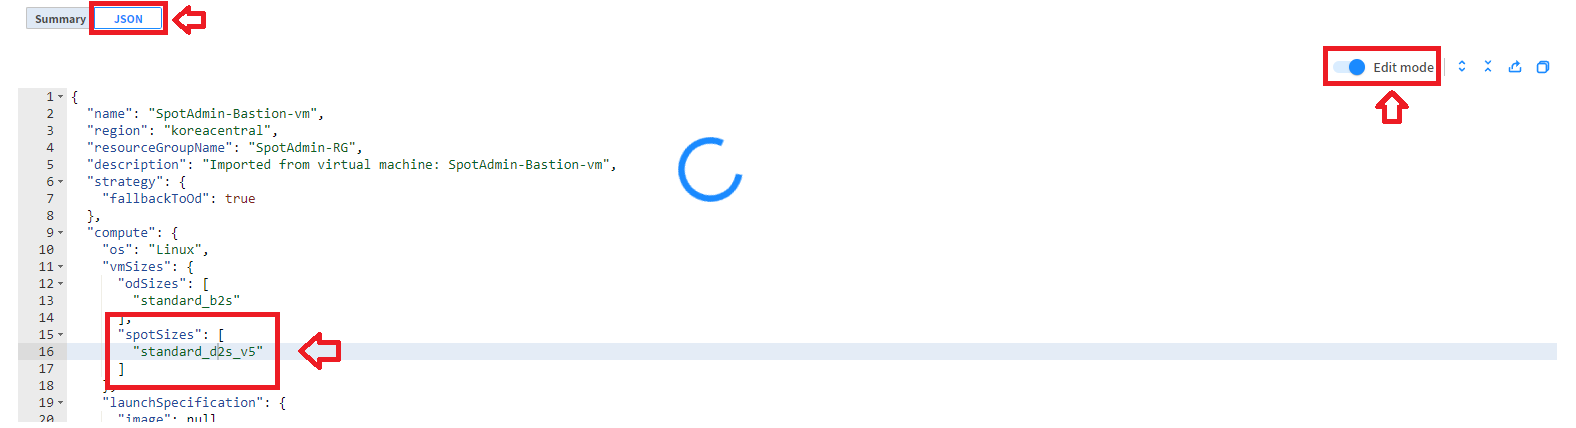 Summary JSON
Edit mode
1 {
2 "name": "SpotAdmin-Bastion-vm",
3 "region": "koreacentral",
4 "resourceGroupName": "SpotAdmin-RG",
5 "description": "Imported from virtual machine: SpotAdmin-Bastion-vm",
6 "strategy": {
7 "fallbackToOd": true
8 },
9 "compute": {
10 "os": "Linux",
11 "vmSizes": {
12 "odSizes": [
13 "standard_b2s"
14 ],
15 "spotSizes": [
16 "standard_d2s_v5"
17 ]
18 },
19 "launchSpecification": {
20 "image": null